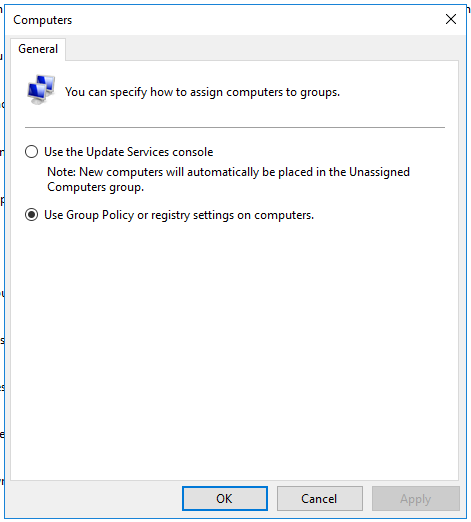 Computers
General
You can specify how to assign computers to groups.
Use the Update Services console
Note: New computers will automatically be placed in the Unassigned
Computers group.
Use Group Policy or registry settings on computers.
OK
Cancel
Apply